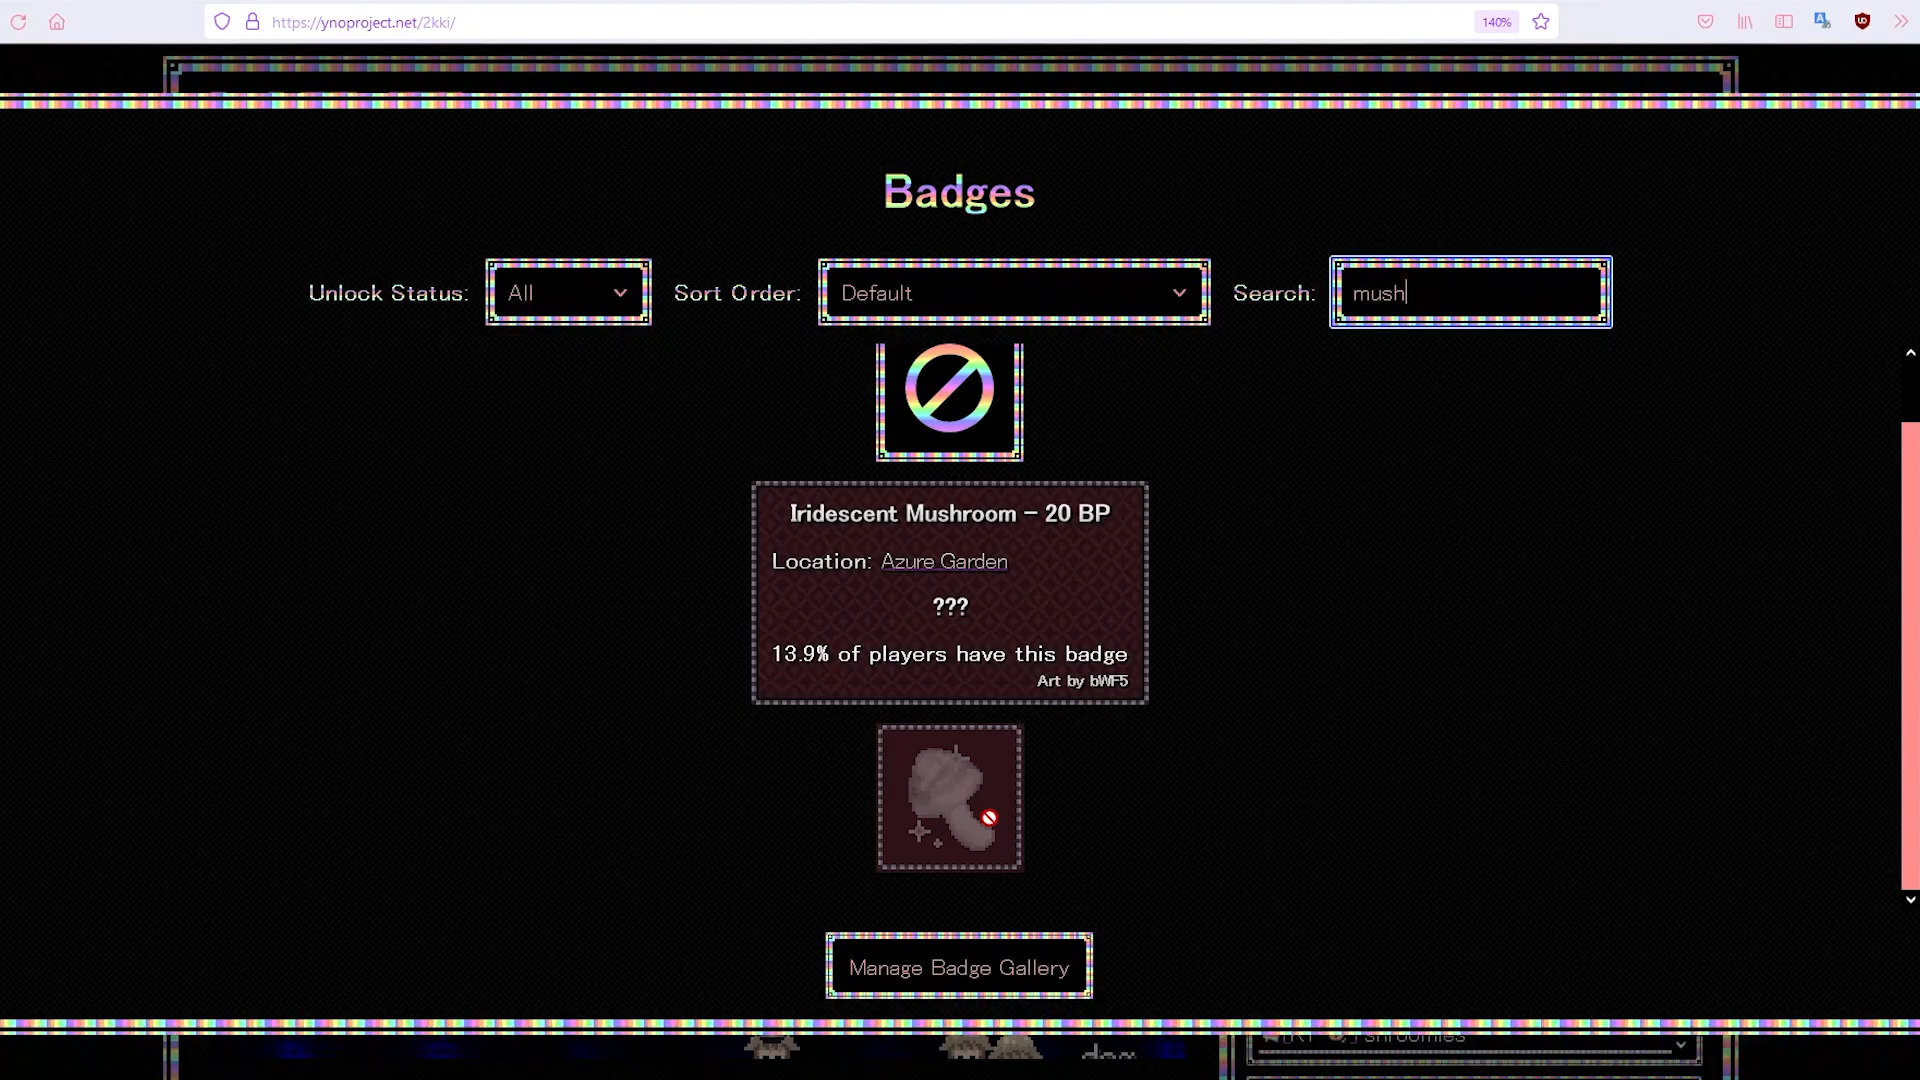 https://ynoproject.net/2kki/
140%
Badges
Unlock Status: All
Sort Order: Default
Search: mush
Iridescent Mushroom - 20 BP
Location: Azure Garden
???
13.9% of players have this badge
Art by bWF5
Manage Badge Gallery
shroomies